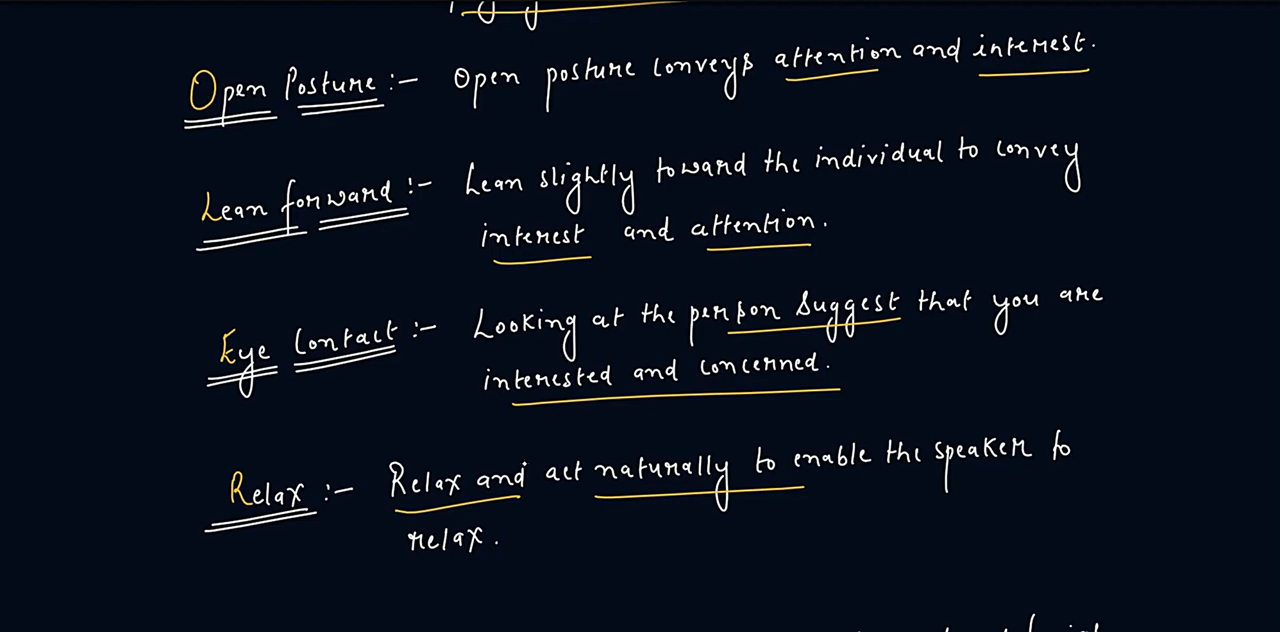 Open Posture :- Open posture conveys attention and interest.
Lean forward :- Lean slightly toward the individual to convey
interest and attention.
Eye Contact :- Looking at the person Suggest that you are
interested and concerned.
Relax :- Relax and act naturally to enable the speaker to
relax.